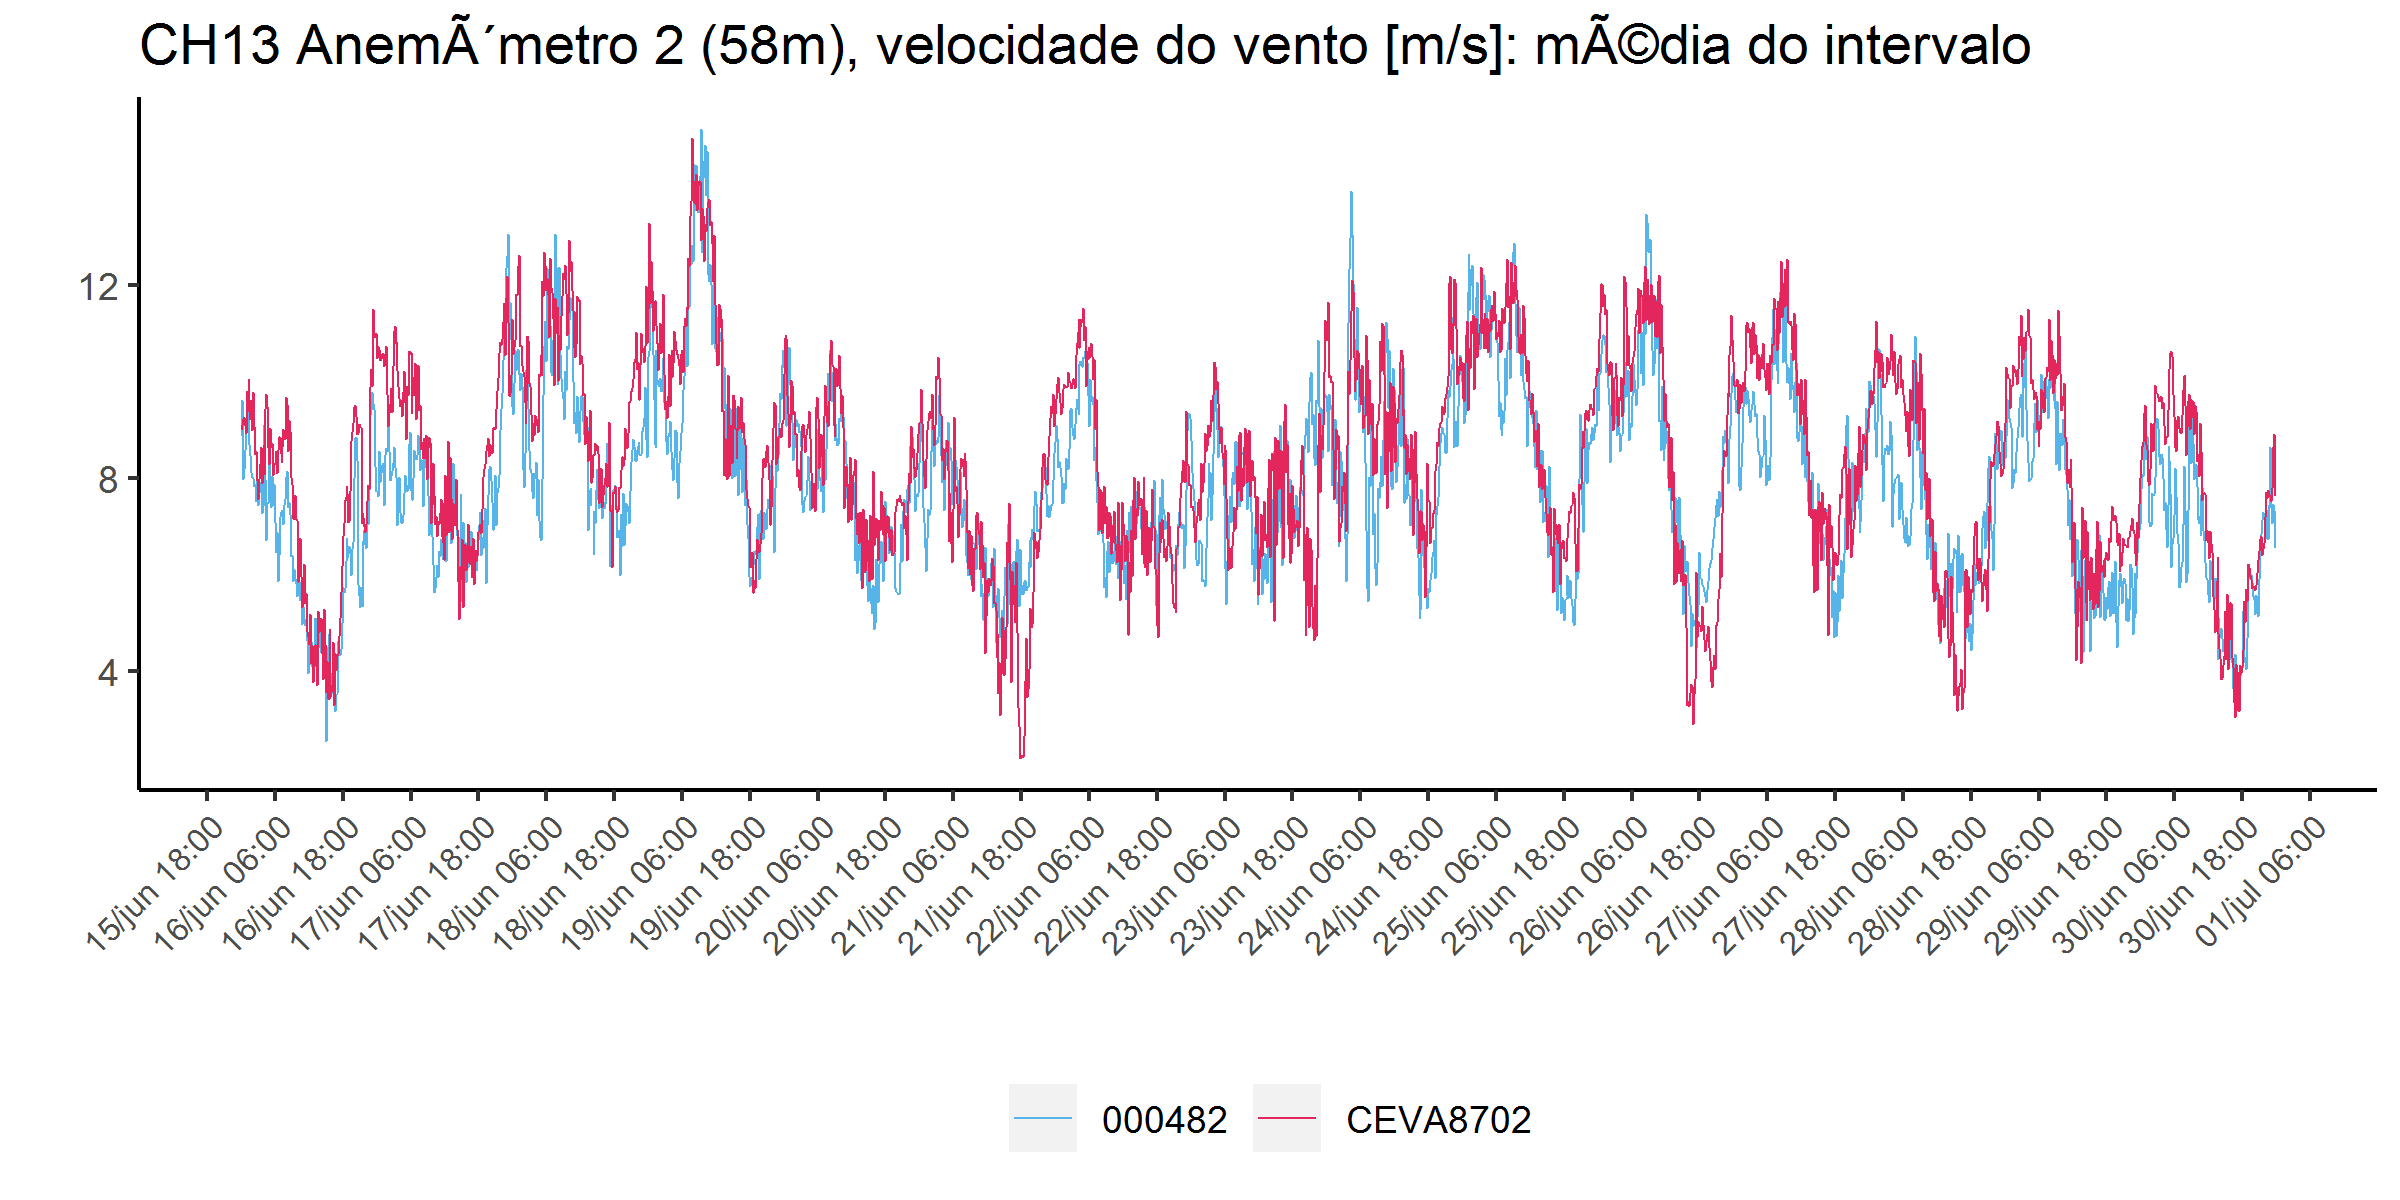 CH13 AnemÃ´metro 2 (58m), velocidade do vento [m/s]: mÃ©dia do intervalo
12
8
4
15/jun 18:00
16/jun 06:00
16/jun 18:00
17/jun 06:00
17/jun 18:00
18/jun 06:00
18/jun 18:00
19/jun 06:00
19/jun 18:00
20/jun 06:00
20/jun 18:00
21/jun 06:00
21/jun 18:00
22/jun 06:00
22/jun 18:00
23/jun 06:00
23/jun 18:00
24/jun 06:00
24/jun 18:00
25/jun 06:00
25/jun 18:00
26/jun 06:00
26/jun 18:00
27/jun 06:00
27/jun 18:00
28/jun 06:00
28/jun 18:00
29/jun 06:00
29/jun 18:00
30/jun 06:00
30/jun 18:00
01/jul 06:00
000482
CEVA8702